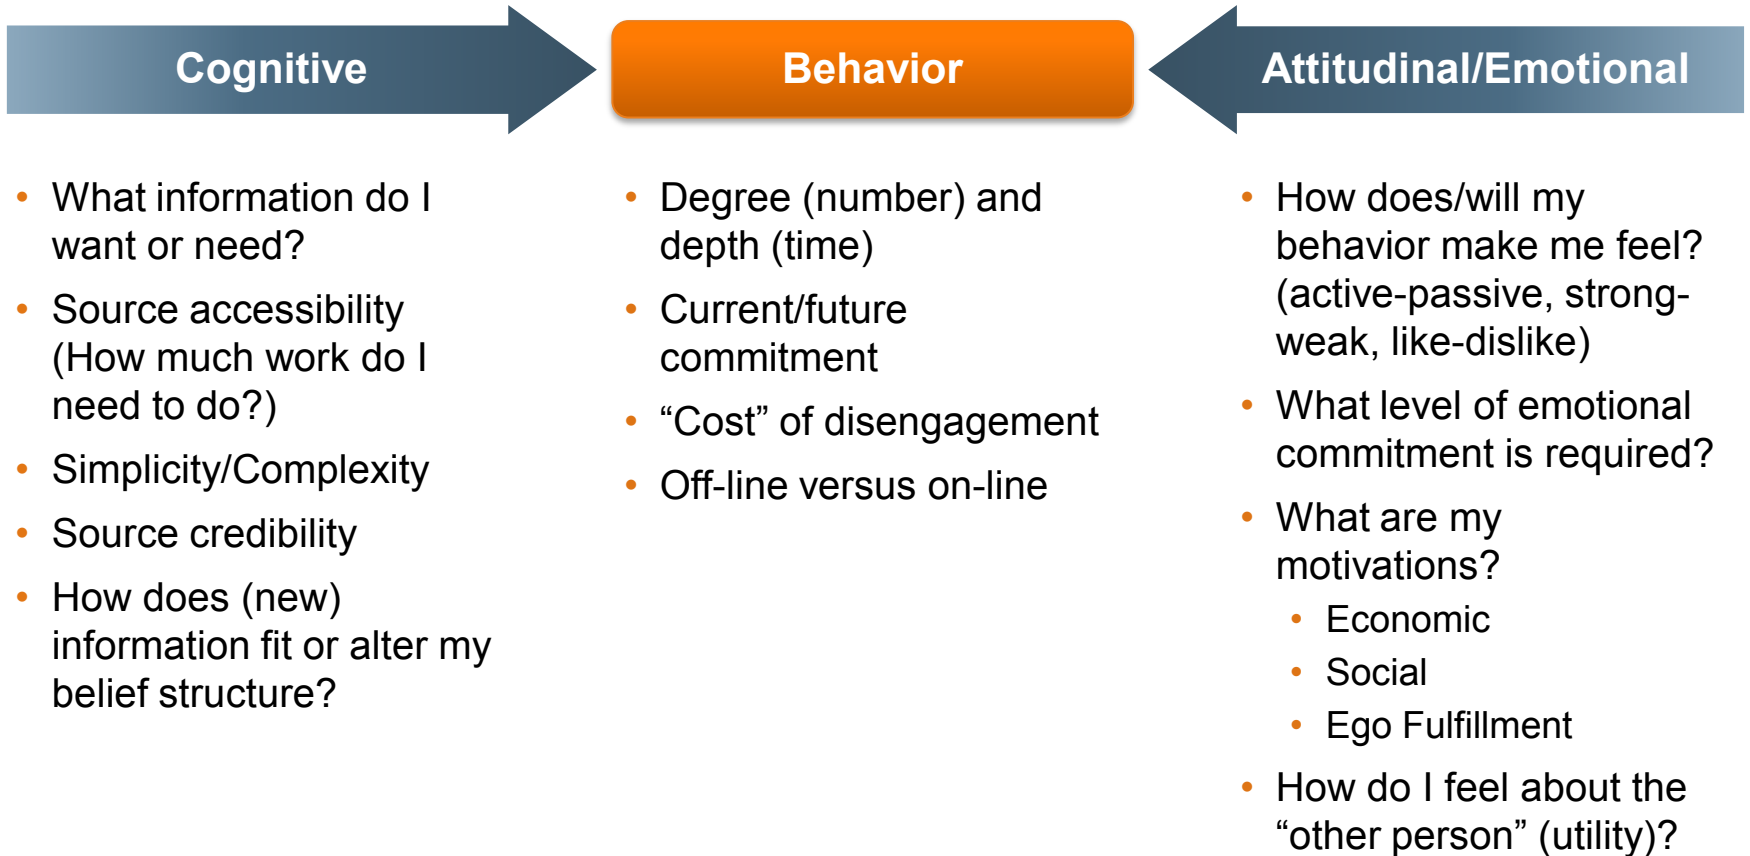 Cognitive
• What information do I
want or need?
• Source accessibility
(How much work do I
need to do?)
• Simplicity/Complexity
• Source credibility
• How does (new)
information fit or alter my
belief structure?
Behavior
• Degree (number) and
depth (time)
• Current/future
commitment
• “Cost” of disengagement
• Off-line versus on-line
Attitudinal/Emotional
• How does/will my
behavior make me feel?
(active-passive, strong-
weak, like-dislike)
• What level of emotional
commitment is required?
• What are my
motivations?
• Economic
• Social
• Ego Fulfillment
• How do I feel about the
“other person” (utility)?